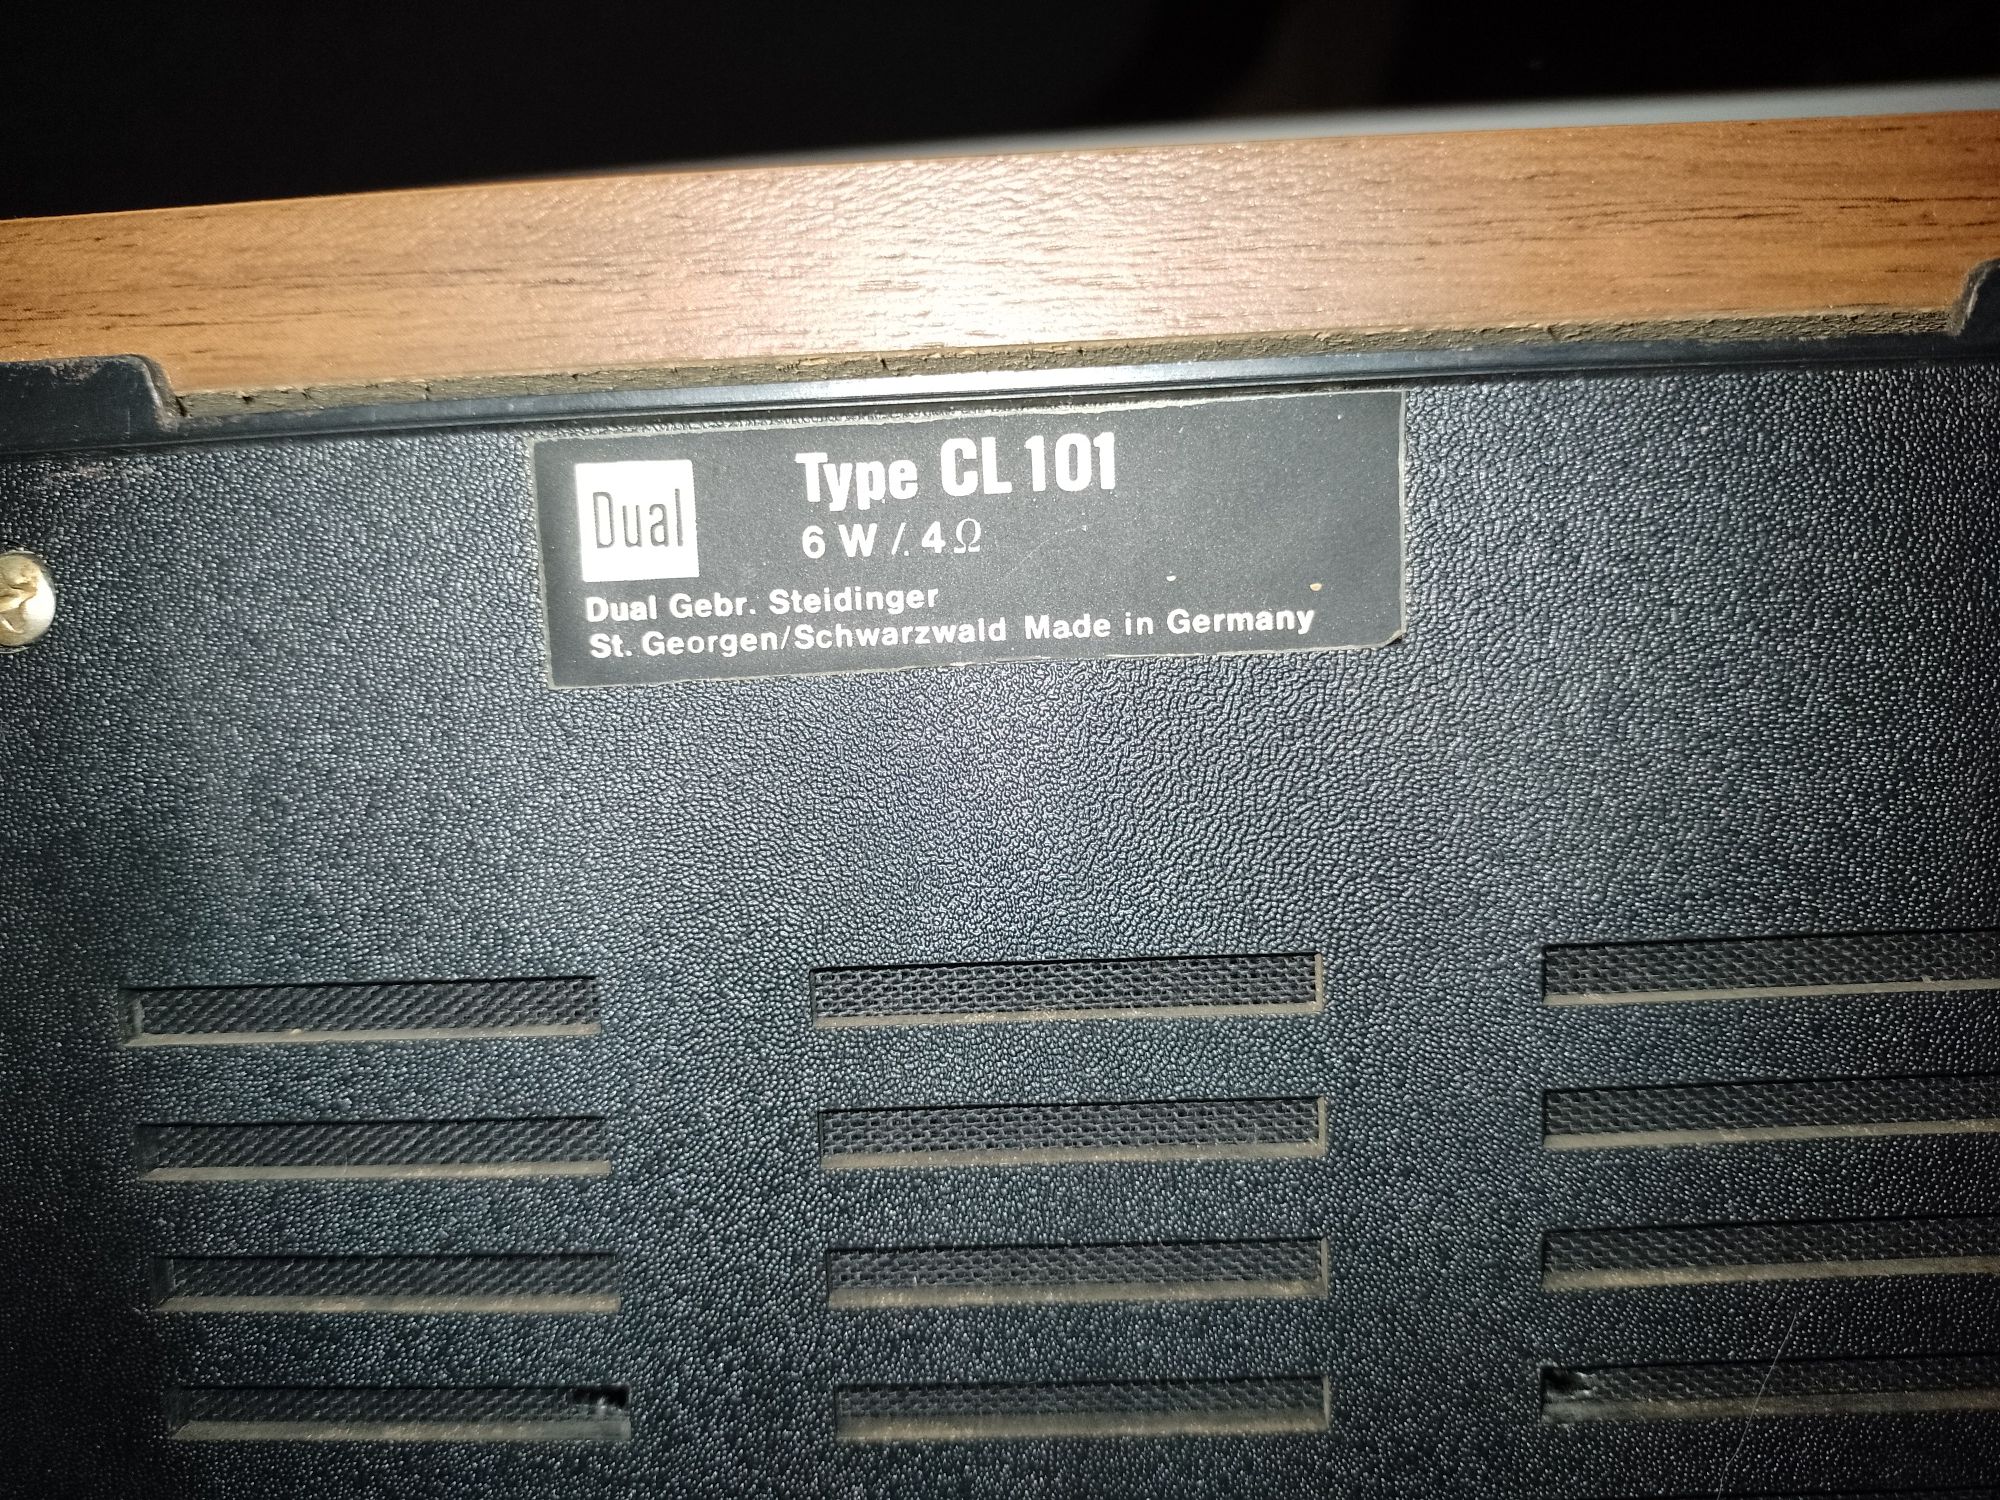 Dual
Type CL 101
6 W /. 4 Ω
Dual Gebr. Steidinger
St. Georgen/Schwarzwald Made in Germany